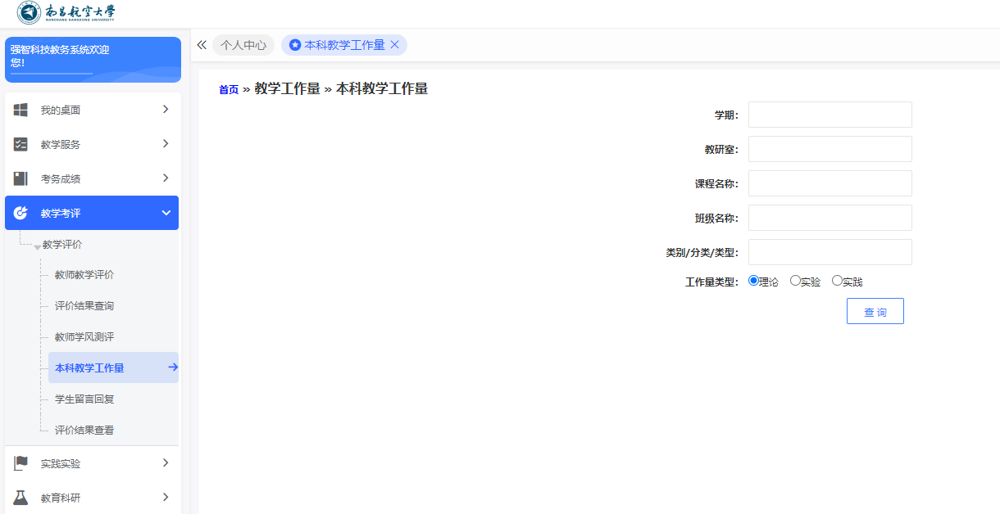 南昌航空大学
NANCHANG HANGKONG UNIVERSITY
强智科技教务系统欢迎
您!
我的桌面
教学服务
考务成绩
教学考评
教学评价
教师教学评价
评价结果查询
教师学风测评
本科教学工作量
学生留言回复
评价结果查看
实践实验
教育科研
个人中心
本科教学工作量
首页 » 教学工作量 » 本科教学工作量
学期:
教研室:
课程名称:
班级名称:
类别/分类/类型:
工作量类型: 理论 实验 实践
查 询